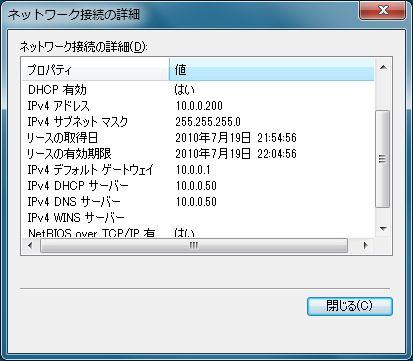 ネットワーク接続の詳細
ネットワーク接続の詳細(D):
プロパティ 値
DHCP 有効 はい
IPv4 アドレス 10.0.0.200
IPv4 サブネット マスク 255.255.255.0
リースの取得日 2010年7月19日 21:54:56
リースの有効期限 2010年7月19日 22:04:56
IPv4 デフォルト ゲートウェイ 10.0.0.1
IPv4 DHCP サーバー 10.0.0.50
IPv4 DNS サーバー 10.0.0.50
IPv4 WINS サーバー
NetBIOS over TCP/IP 有 はい
閉じる(C)